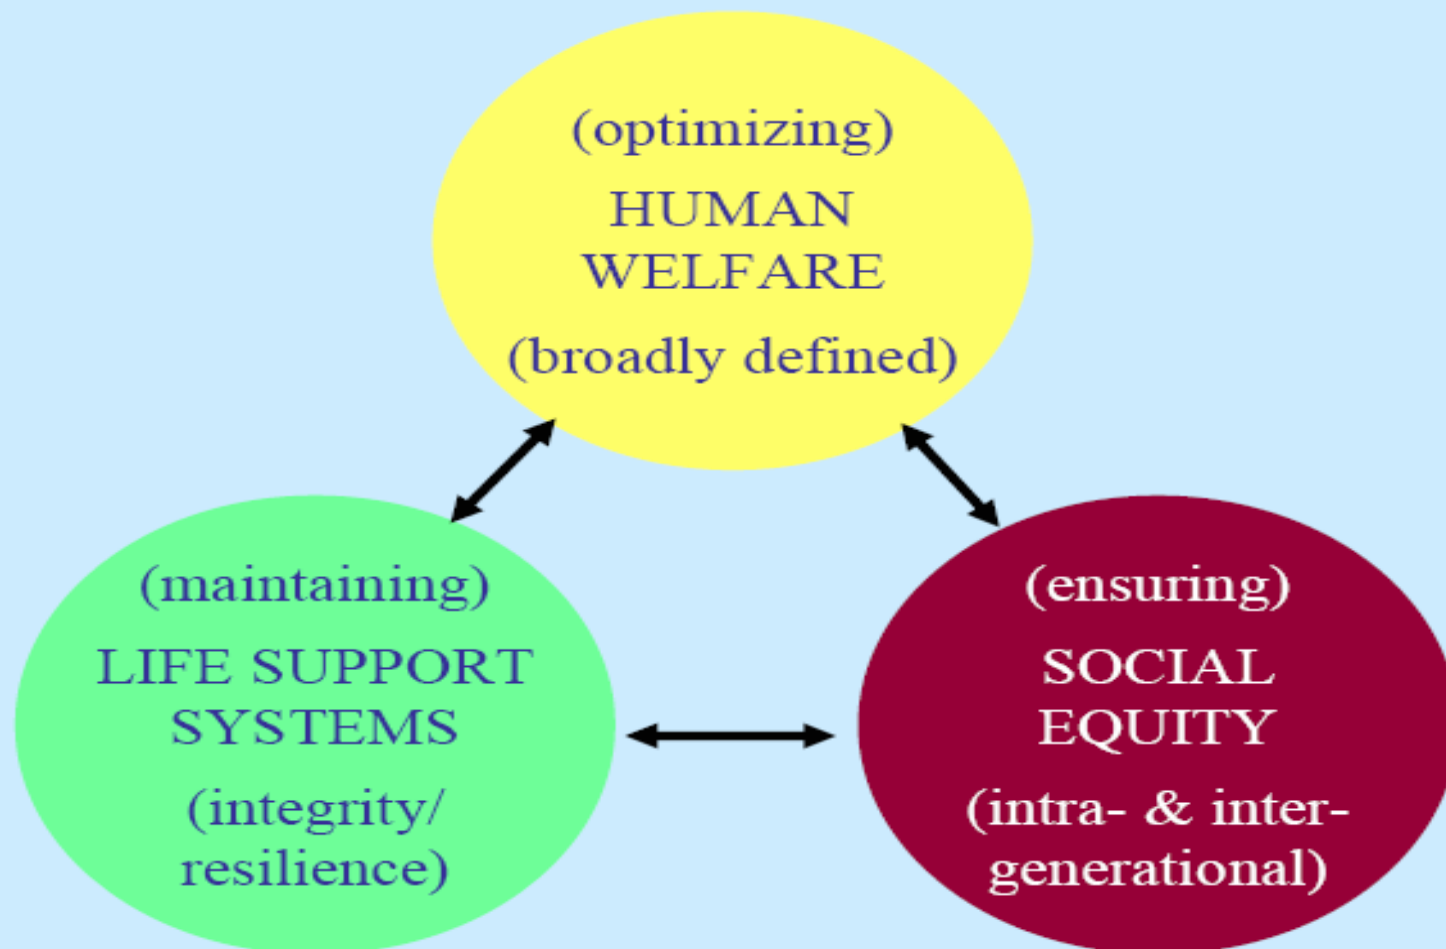 (optimizing)
HUMAN
WELFARE
(broadly defined)
(maintaining)
LIFE SUPPORT
SYSTEMS
(integrity/
resilience)
(ensuring)
SOCIAL
EQUITY
(intra- & inter-
generational)